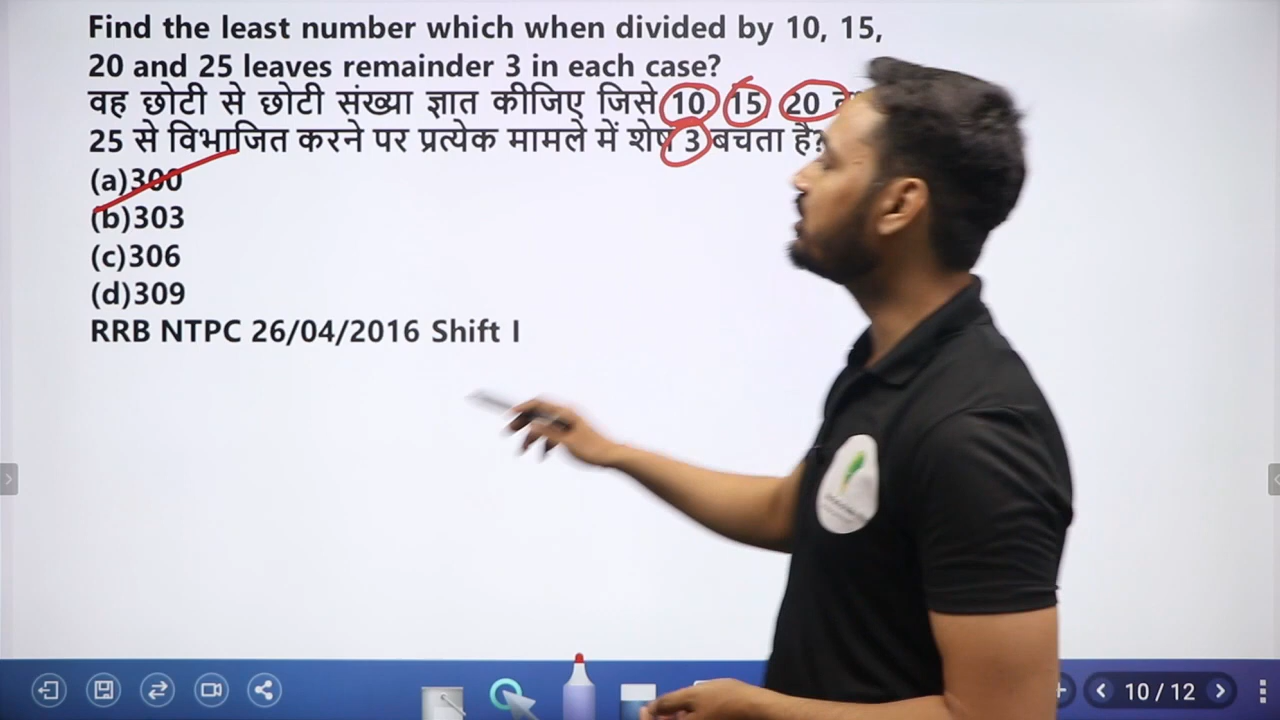 Find the least number which when divided by 10, 15,
20 and 25 leaves remainder 3 in each case?
वह छोटी से छोटी संख्या ज्ञात कीजिए जिसे 10, 15, 20
25 से विभाजित करने पर प्रत्येक मामले में शेष 3 बचता है?
(a)300
(b)303
(c)306
(d)309
RRB NTPC 26/04/2016 Shift I
10 / 12